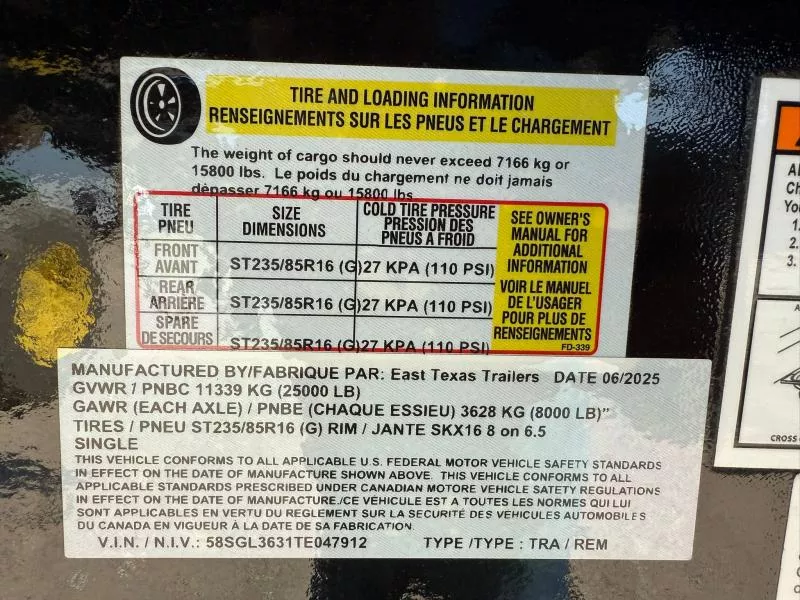 TIRE AND LOADING INFORMATION
RENSEIGNEMENTS SUR LES PNEUS ET LE CHARGEMENT
The weight of cargo should never exceed 7166 kg or
15800 lbs. Le poids du chargement ne doit jamais
dépasser 7166 kg ou 15800 lbs
TIRE
PNEU
SIZE
DIMENSIONS
COLD TIRE PRESSURE
PRESSION DES
PNEUS A FROID
FRONT
AVANT
ST235/85R16 (G)27 KPA (110 PSI)
REAR
ARRIÈRE
ST235/85R16 (G)27 KPA (110 PSI)
SPARE
DE SECOURS
ST235/85R16 (G)27 KPA (110 PSI)
SEE OWNER'S
MANUAL FOR
ADDITIONAL
INFORMATION
VOIR LE MANUEL
DE L'USAGER
POUR PLUS DE
RENSEIGNEMENTS
FD-339
MANUFACTURED BY/FABRIQUE PAR: East Texas Trailers DATE 06/2025
GVWR / PNBC 11339 KG (25000 LB)
GAWR (EACH AXLE) / PNBE (CHAQUE ESSIEU) 3628 KG (8000 LB)"
TIRES / PNEU ST235/85R16 (G) RIM / JANTE SKX16 8 on 6.5
SINGLE
THIS VEHICLE CONFORMS TO ALL APPLICABLE U.S. FEDERAL MOTOR VEHICLE SAFETY STANDARDS
IN EFFECT ON THE DATE OF MANUFACTURE SHOWN ABOVE. THIS VEHICLE CONFORMS TO ALL
APPLICABLE STANDARDS PRESCRIBED UNDER CANADIAN MOTORE VEHICLE SATETY REGULATIONS
IN EFFECT ON THE DATE OF MANUFACTURE./CE VÉHICULE EST A TOUTES LES NORMES QUI LUI
SONT APPLICABLES EN VERTU DU REGLEMENT SUR LA SECURITÉ DES VEHICULES AUTOMOBILES
DU CANADA EN VIGUEUR À LA DATE DE SA FABRICATION.
V.I.N. / N.I.V.: 58SGL3631TE047912 TYPE /TYPE : TRA / REM
1.
2.
3.
CROSS